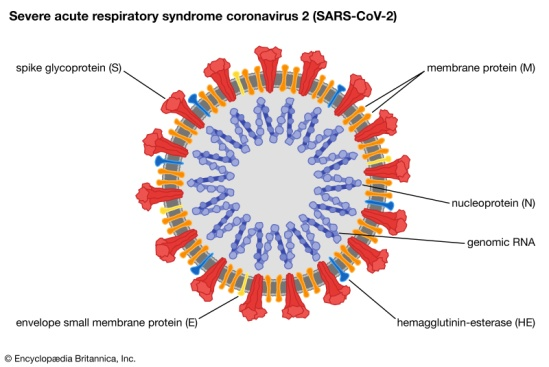 Severe acute respiratory syndrome coronavirus 2 (SARS-CoV-2)
spike glycoprotein (S)
membrane protein (M)
nucleoprotein (N)
genomic RNA
envelope small membrane protein (E)
hemagglutinin-esterase (HE)
© Encyclopædia Britannica, Inc.